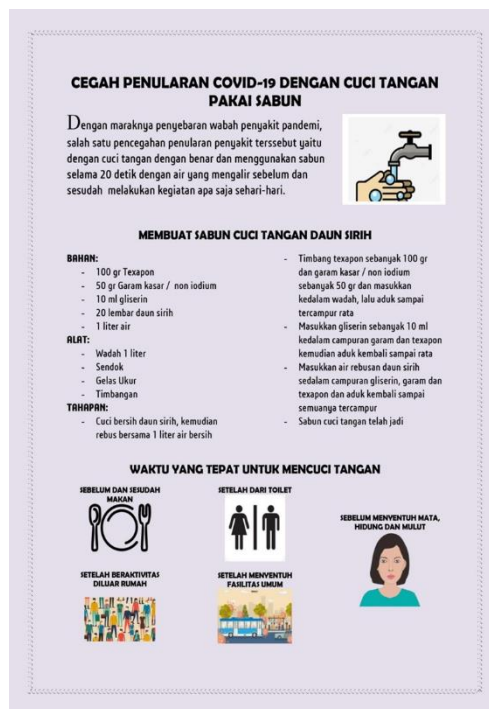 CEGAH PENULARAN COVID-19 DENGAN CUCI TANGAN
PAKAI SABUN
Dengan maraknya penyebaran wabah penyakit pandemi,
salah satu pencegahan penularan penyakit terssebut yaitu
dengan cuci tangan dengan benar dan menggunakan sabun
selama 20 detik dengan air yang mengalir sebelum dan
sesudah melakukan kegiatan apa saja sehari-hari.
MEMBUAT SABUN CUCI TANGAN DAUN SIRIH
BAHAN:
- 100 gr Texapon
- 50 gr Garam kasar / non iodium
- 10 ml gliserin
- 20 lembar daun sirih
- 1 liter air
ALAT:
- Wadah 1 liter
- Sendok
- Gelas Ukur
- Timbangan
TAHAPAN:
- Cuci bersih daun sirih, kemudian
rebus bersama 1 liter air bersih
- Timbang texapon sebanyak 100 gr
dan garam kasar / non iodium
sebanyak 50 gr dan masukkan
kedalam wadah, lalu aduk sampai
tercampur rata
- Masukkan gliserin sebanyak 10 ml
kedalam campuran garam dan texapon
kemudian aduk kembali sampai rata
- Masukkan air rebusan daun sirih
sedalam campuran gliserin, garam dan
texapon dan aduk kembali sampai
semuanya tercampur
- Sabun cuci tangan telah jadi
WAKTU YANG TEPAT UNTUK MENCUCI TANGAN
SEBELUM DAN SESUDAH
MAKAN
SETELAH DARI TOILET
SEBELUM MENYENTUH MATA,
HIDUNG DAN MULUT
SETELAH BERAKTIVITAS
DILUAR RUMAH
SETELAH MENYENTUH
FASILITAS UMUM